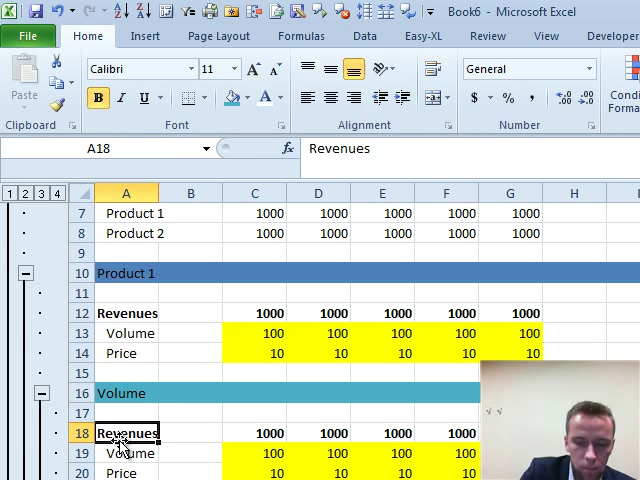 Book6 - Microsoft Excel
File Home Insert Page Layout Formulas Data Easy-XL Review View Developer
Calibri 11 General
Paste B I U $ % , Condi
Forma
Clipboard Font Alignment Number
A18 fx Revenues
1 2 3 4 A B C D E F G H
7 Product 1 1000 1000 1000 1000 1000
8 Product 2 1000 1000 1000 1000 1000
9
10 Product 1
11
12 Revenues 1000 1000 1000 1000 1000
13 Volume 100 100 100 100 100
14 Price 10 10 10 10 10
15
16 Volume
17
18 Revenues 1000 1000 1000 1000
19 Volume 100 100 100 100
20 Price 10 10 10 10